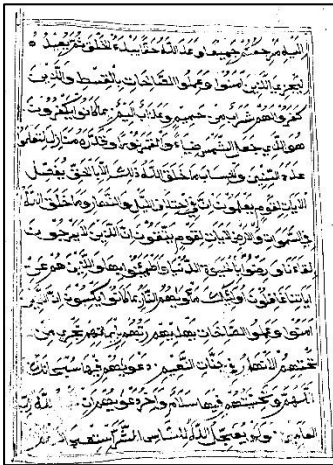 إليه مرجعكم جميعا وعد الله حقا إنه يبدؤ الخلق ثم يعيده
ليجزي الذين آمنوا وعملوا الصالحات بالقسط والذين
كفروا لهم شراب من حميم وعذاب أليم بما كانوا يكفرون
هو الذي جعل الشمس ضياء والقمر نورا وقدره منازل لتعلموا
عدد السنين والحساب ما خلق الله ذلك إلا بالحق يفصل
الآيات لقوم يعلمون إن في اختلاف الليل والنهار وما خلق الله
في السموات والأرض لآيات لقوم يتقون إن الذين لا يرجون
لقاءنا ورضوا بالحيوة الدنيا واطمأنوا بها والذين هم عن
آياتنا غافلون أولئك مأويهم النار بما كانوا يكسبون إن الذين
آمنوا وعملوا الصالحات يهديهم ربهم بإيمانهم تجري من
تحتهم الأنهار في جنات النعيم دعويهم فيها سبحانك
اللهم وتحيتهم فيها سلام وآخر دعويهم أن الحمد لله رب
العالمين ولو يعجل الله للناس الشر استعجالهم